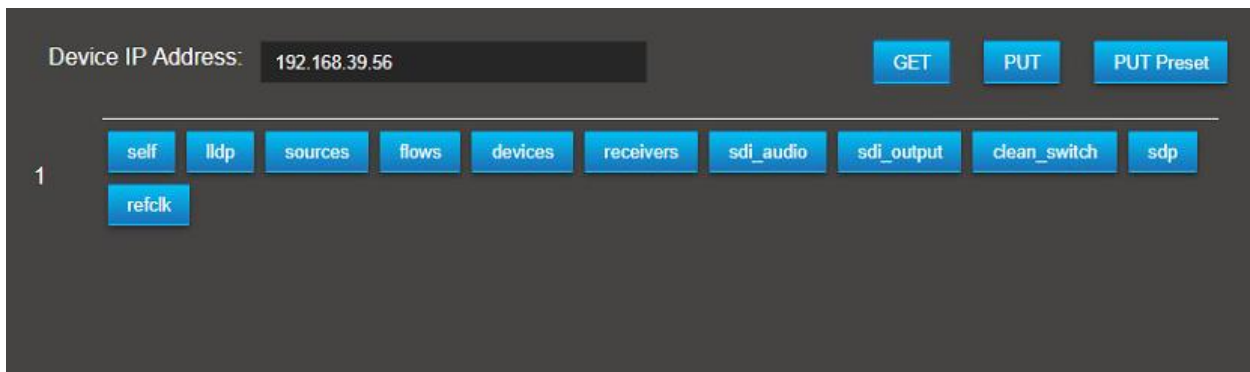 Device IP Address: 192.168.39.56 GET PUT PUT Preset
1 self lldp sources flows devices receivers sdi_audio sdi_output clean_switch sdp
refclk